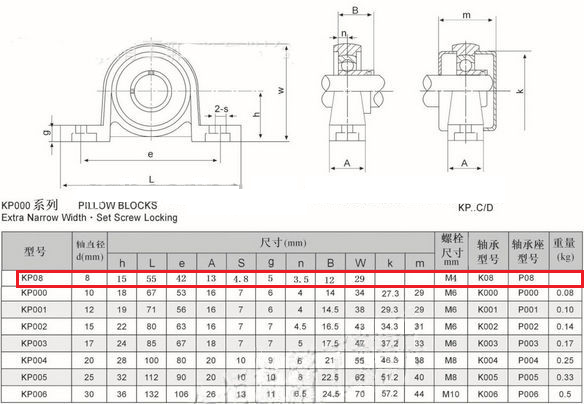 B
m
n
w
k
2-s
h
g
e
L
A
A
KP000 系列 PILLOW BLOCKS
KP..C/D
Extra Narrow Width · Set Screw Locking
型号 轴直径 d(mm) 尺寸(mm) 螺栓 尺寸 mm 轴承 型号 轴承座 型号 重量 (kg)
h L e A S g n B W k m
KP08 8 15 55 42 13 4.8 5 3.5 12 29 M4 K08 P08
KP000 10 18 67 53 16 7 6 4 14 34 27.3 29 M6 K000 P000 0.08
KP001 12 19 71 56 16 7 6 4 14.5 38 29.3 29 M6 K001 P001 0.10
KP002 15 22 80 63 16 7 7 4.5 16.5 43 34.3 31 M6 K002 P002 0.14
KP003 17 24 85 67 18 7 7 5 17.5 47 37.2 33 M6 K003 P003 0.17
KP004 20 28 100 80 20 10 21 55 46.3 38 M8 K004 P004 0.25
KP005 25 32 112 90 20 10 10 22.5 62 51.2 40 M8 K005 P005 0.33
KP006 30 36 132 106 13 11 6.5 24.5 70 57.2 44 M10 K006 P006 0.5